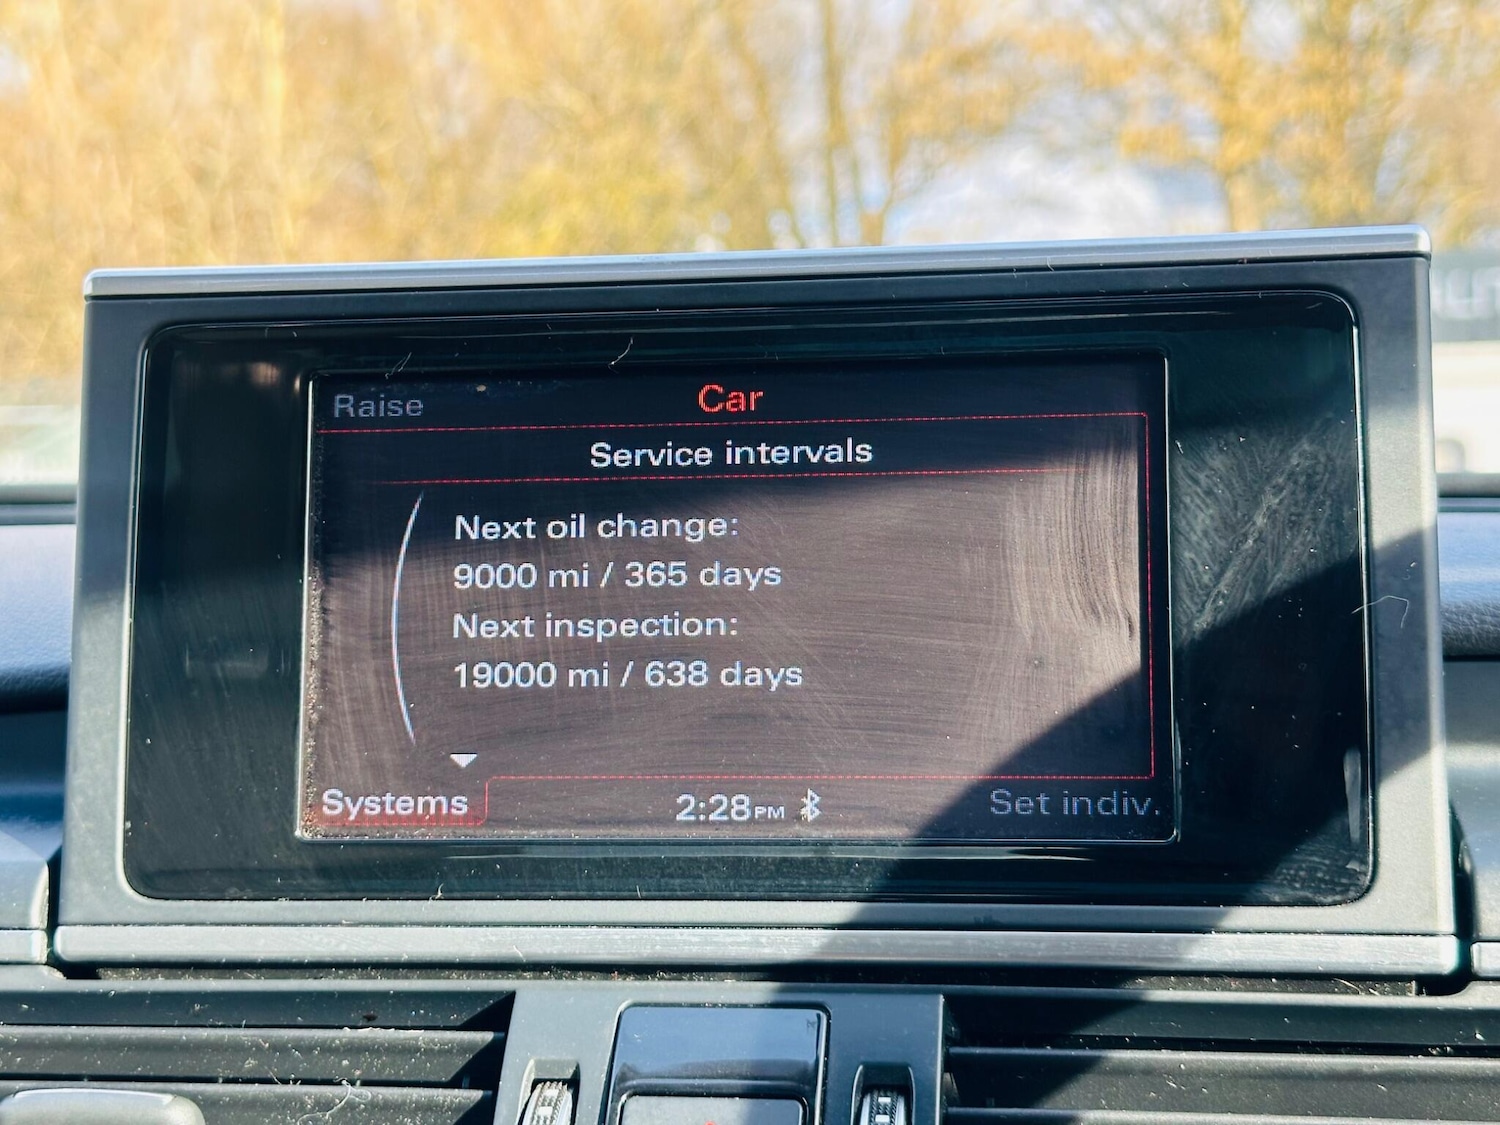 Raise
Car
Service intervals
Next oil change:
9000 mi / 365 days
Next inspection:
19000 mi / 638 days
Systems
2:28PM
Set indiv.